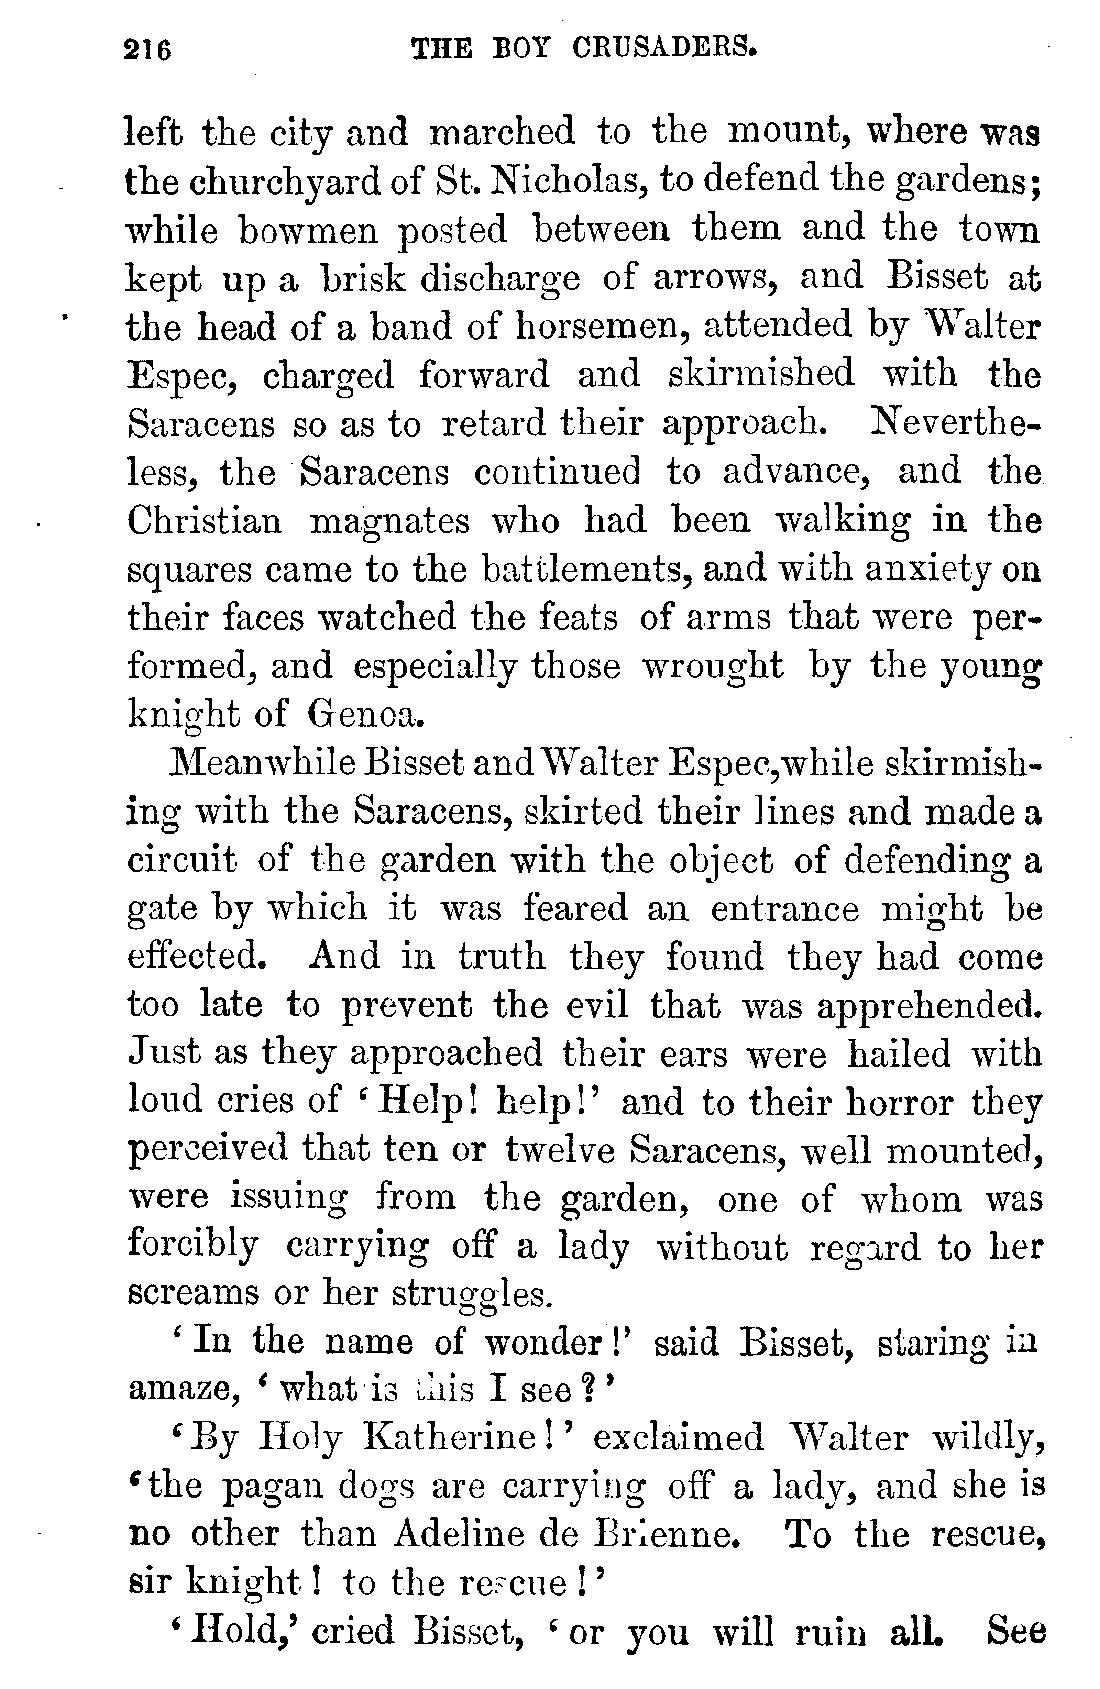 216 THE BOY CRUSADERS.
left the city and marched to the mount, where was
the churchyard of St. Nicholas, to defend the gardens;
while bowmen posted between them and the town
kept up a brisk discharge of arrows, and Bisset at
the head of a band of horsemen, attended by Walter
Espec, charged forward and skirmished with the
Saracens so as to retard their approach. Neverthe-
less, the Saracens continued to advance, and the
Christian magnates who had been walking in the
squares came to the battlements, and with anxiety on
their faces watched the feats of arms that were per-
formed, and especially those wrought by the young
knight of Genoa.
Meanwhile Bisset and Walter Espec, while skirmish-
ing with the Saracens, skirted their lines and made a
circuit of the garden with the object of defending a
gate by which it was feared an entrance might be
effected. And in truth they found they had come
too late to prevent the evil that was apprehended.
Just as they approached their ears were hailed with
loud cries of ‘Help! help!’ and to their horror they
perceived that ten or twelve Saracens, well mounted,
were issuing from the garden, one of whom was
forcibly carrying off a lady without regard to her
screams or her struggles.
‘In the name of wonder!’ said Bisset, staring in
amaze, ‘what is this I see?’
‘By Holy Katherine!’ exclaimed Walter wildly,
‘the pagan dogs are carrying off a lady, and she is
no other than Adeline de Brienne. To the rescue,
sir knight! to the rescue!’
‘Hold,’ cried Bisset, ‘or you will ruin all. See